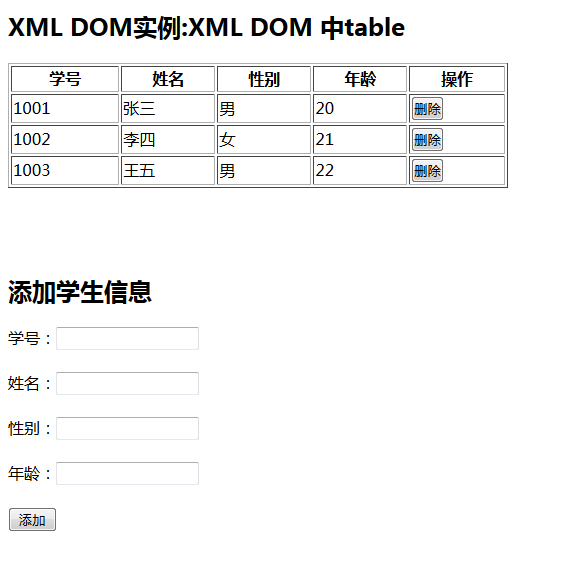 XML DOM实例:XML DOM 中table
学号 姓名 性别 年龄 操作
1001 张三 男 20 删除
1002 李四 女 21 删除
1003 王五 男 22 删除
添加学生信息
学号：
姓名：
性别：
年龄：
添加